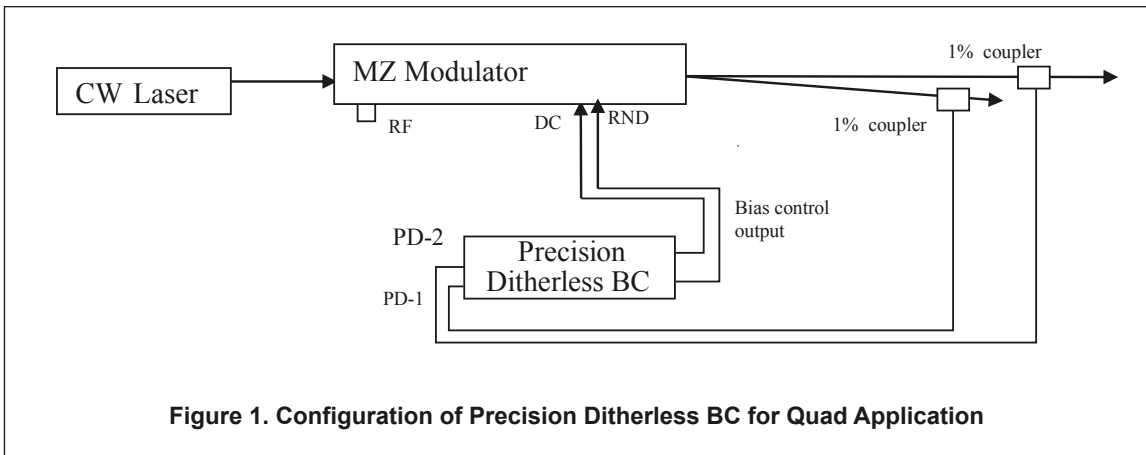 1% coupler
MZ Modulator
CW Laser
1% coupler
RF
DC
RND
Bias control
output
PD-2
Precision
Ditherless BC
PD-1
Figure 1. Configuration of Precision Ditherless BC for Quad Application